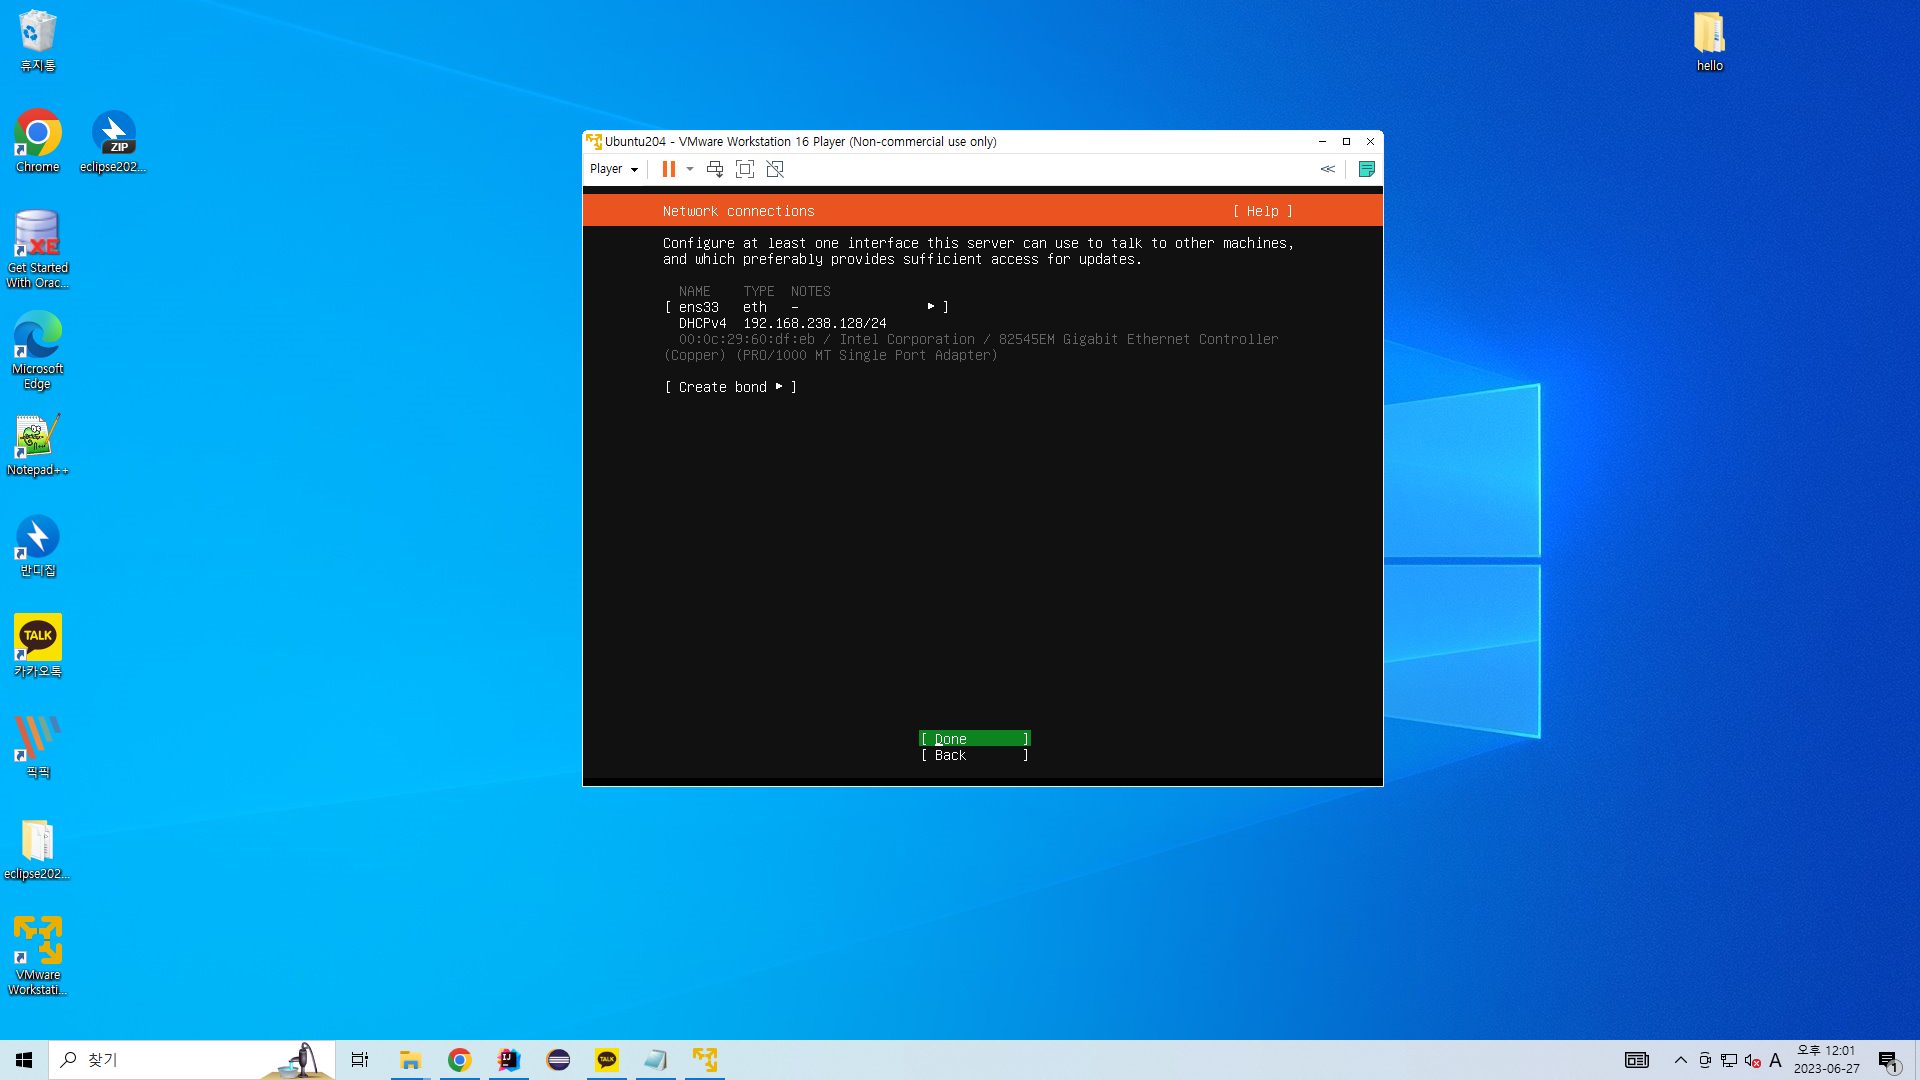 휴지통
hello
Chrome
ZIP
eclipse202...
XE
Get Started
With Orac...
Microsoft
Edge
Notepad++
반디집
TALK
카카오톡
픽픽
eclipse202...
VMware
Workstati...
Ubuntu204 - VMware Workstation 16 Player (Non-commercial use only)
Player
Network connections [ Help ]
Configure at least one interface this server can use to talk to other machines,
and which preferably provides sufficient access for updates.
NAME TYPE NOTES
[ ens33 eth - ▸ ]
DHCPv4 192.168.238.128/24
00:0c:29:60:df:eb / Intel Corporation / 82545EM Gigabit Ethernet Controller
(Copper) (PRO/1000 MT Single Port Adapter)
[ Create bond ▸ ]
[ Done ]
[ Back ]
찾기
IJ
TALK
A
오후 12:01
2023-06-27
1